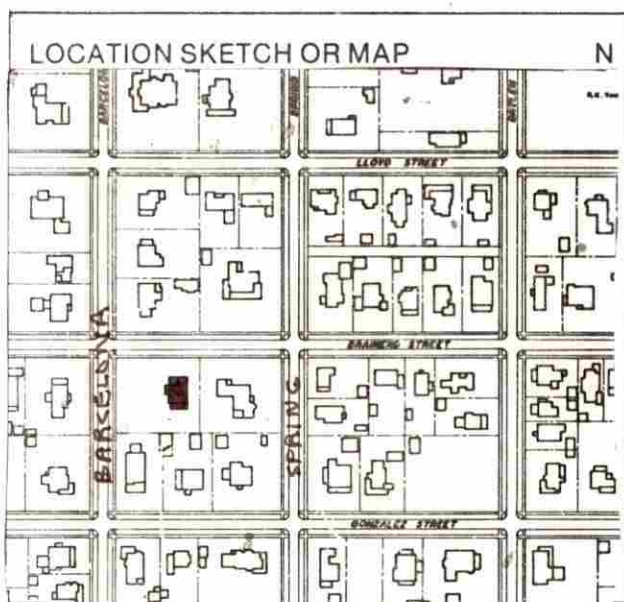 LOCATION SKETCH OR MAP N
LLOYD STREET
BRAINERD STREET
BARCELONA
SPRING
GONZALEZ STREET